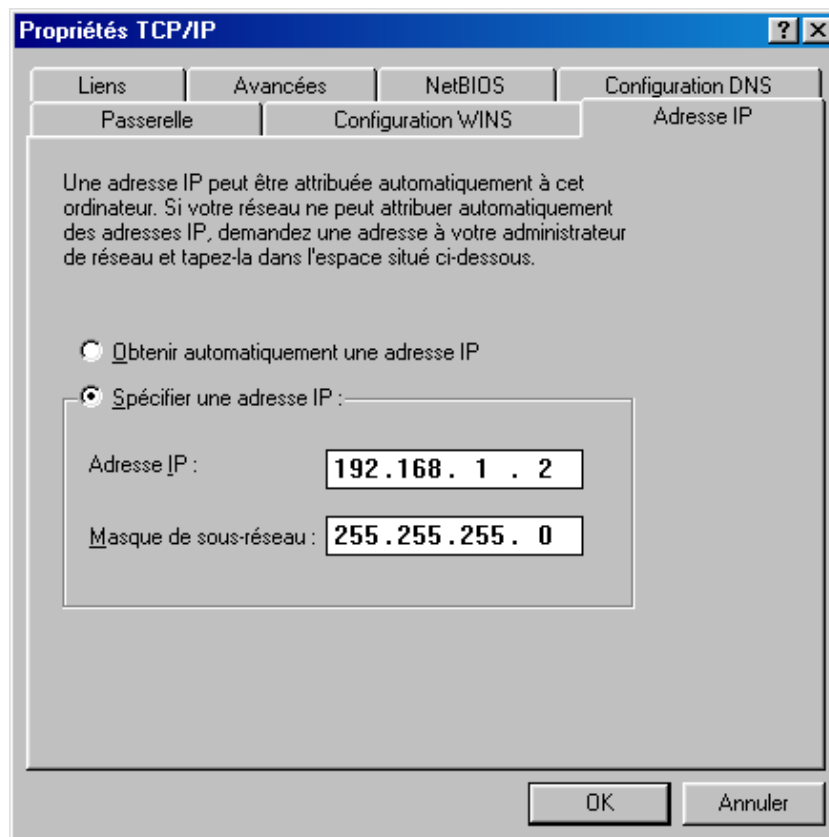 Propriétés TCP/IP
Liens Avancées NetBIOS Configuration DNS
Passerelle Configuration WINS Adresse IP
Une adresse IP peut être attribuée automatiquement à cet
ordinateur. Si votre réseau ne peut attribuer automatiquement
des adresses IP, demandez une adresse à votre administrateur
de réseau et tapez-la dans l'espace situé ci-dessous.
Obtenir automatiquement une adresse IP
Spécifier une adresse IP :
Adresse IP : 192.168. 1 . 2
Masque de sous-réseau : 255.255.255. 0
OK Annuler